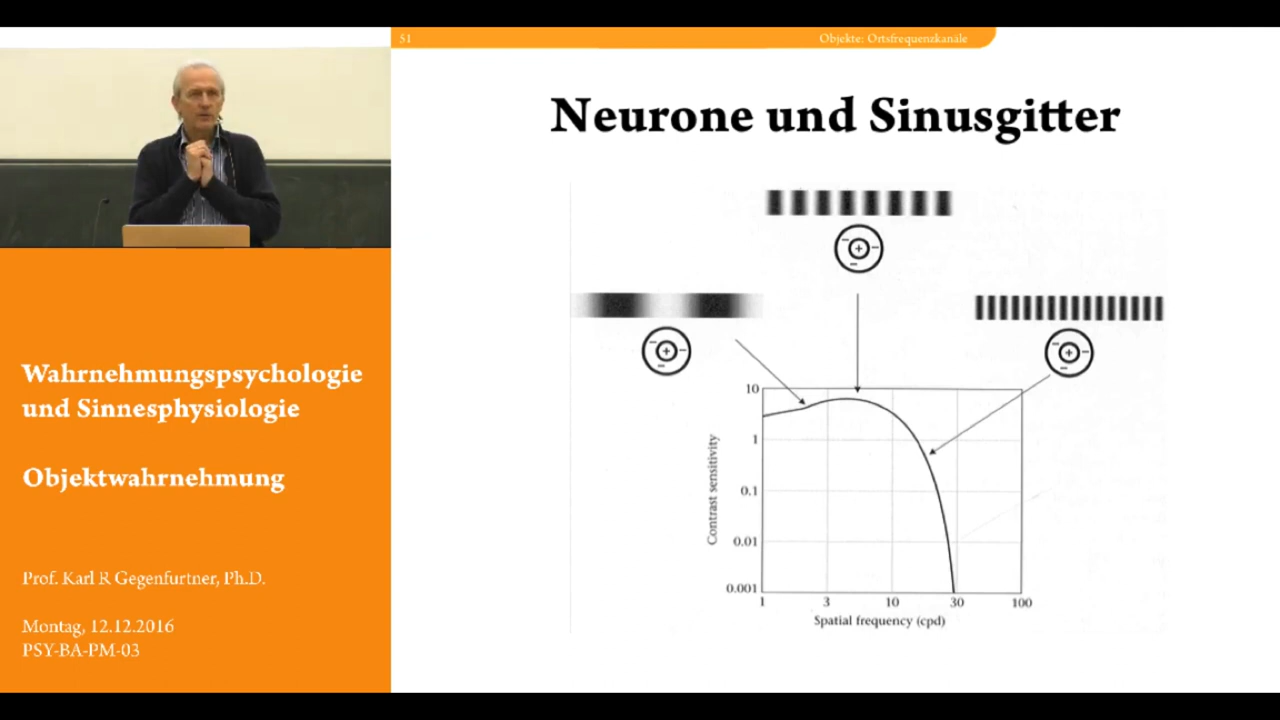 51
Objekte: Ortsfrequenzkanäle
Neurone und Sinusgitter
Wahrnehmungspsychologie
und Sinnesphysiologie
Objektwahrnehmung
Prof. Karl R Gegenfurtner, Ph.D.
Montag, 12.12.2016
PSY-BA-PM-03
Contrast sensitivity
10
1
0.1
0.01
0.001
1
3
10
30
100
Spatial frequency (cpd)